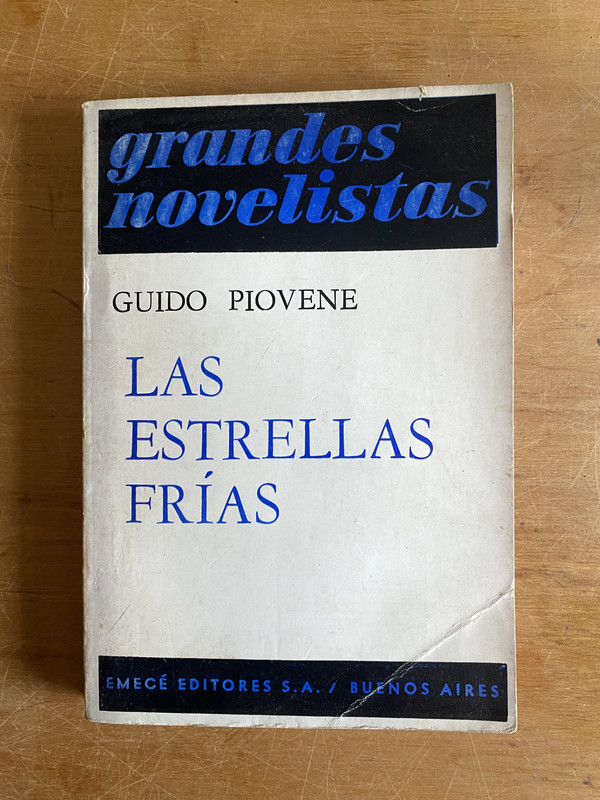 grandes
novelistas
GUIDO PIOVENE
LAS
ESTRELLAS
FRÍAS
EMECÉ EDITORES S.A. / BUENOS AIRES